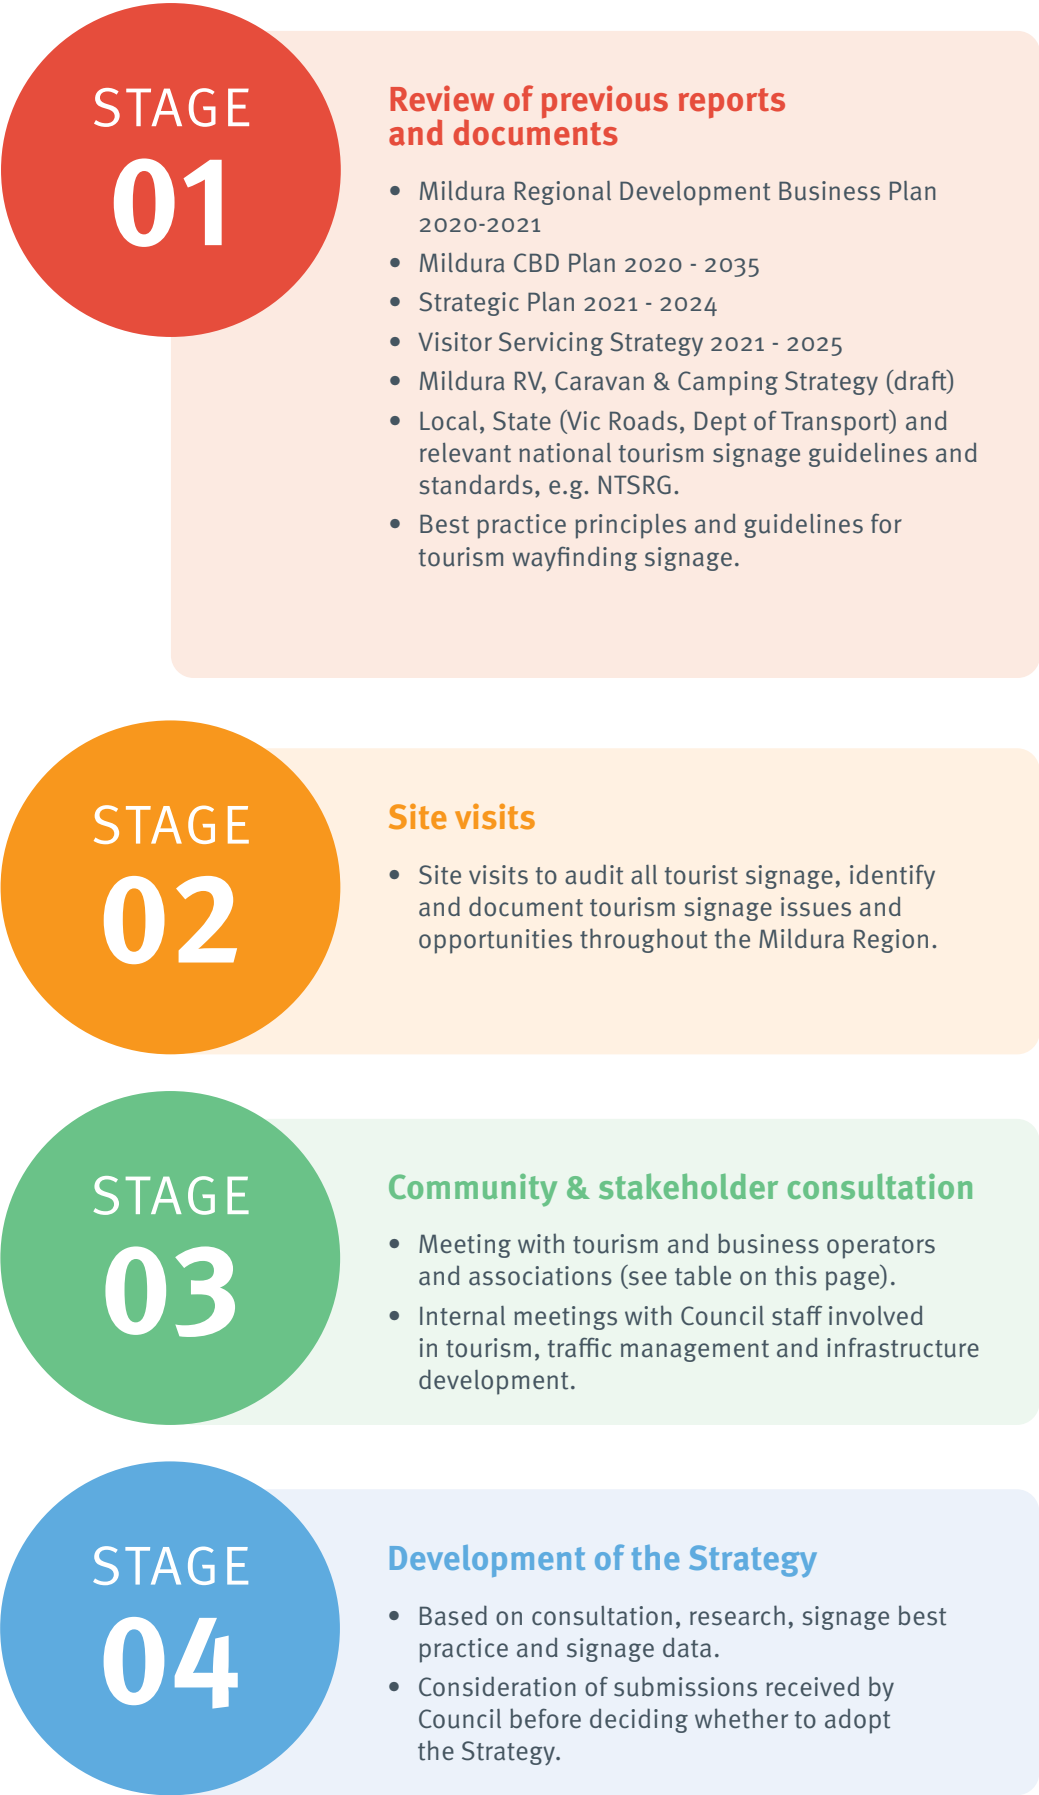 STAGE
01
Review of previous reports
and documents
• Mildura Regional Development Business Plan
2020-2021
• Mildura CBD Plan 2020 - 2035
• Strategic Plan 2021 - 2024
• Visitor Servicing Strategy 2021 - 2025
• Mildura RV, Caravan & Camping Strategy (draft)
• Local, State (Vic Roads, Dept of Transport) and
relevant national tourism signage guidelines and
standards, e.g. NTSRG.
• Best practice principles and guidelines for
tourism wayfinding signage.
STAGE
02
Site visits
• Site visits to audit all tourist signage, identify
and document tourism signage issues and
opportunities throughout the Mildura Region.
STAGE
03
Community & stakeholder consultation
• Meeting with tourism and business operators
and associations (see table on this page).
• Internal meetings with Council staff involved
in tourism, traffic management and infrastructure
development.
STAGE
04
Development of the Strategy
• Based on consultation, research, signage best
practice and signage data.
• Consideration of submissions received by
Council before deciding whether to adopt
the Strategy.